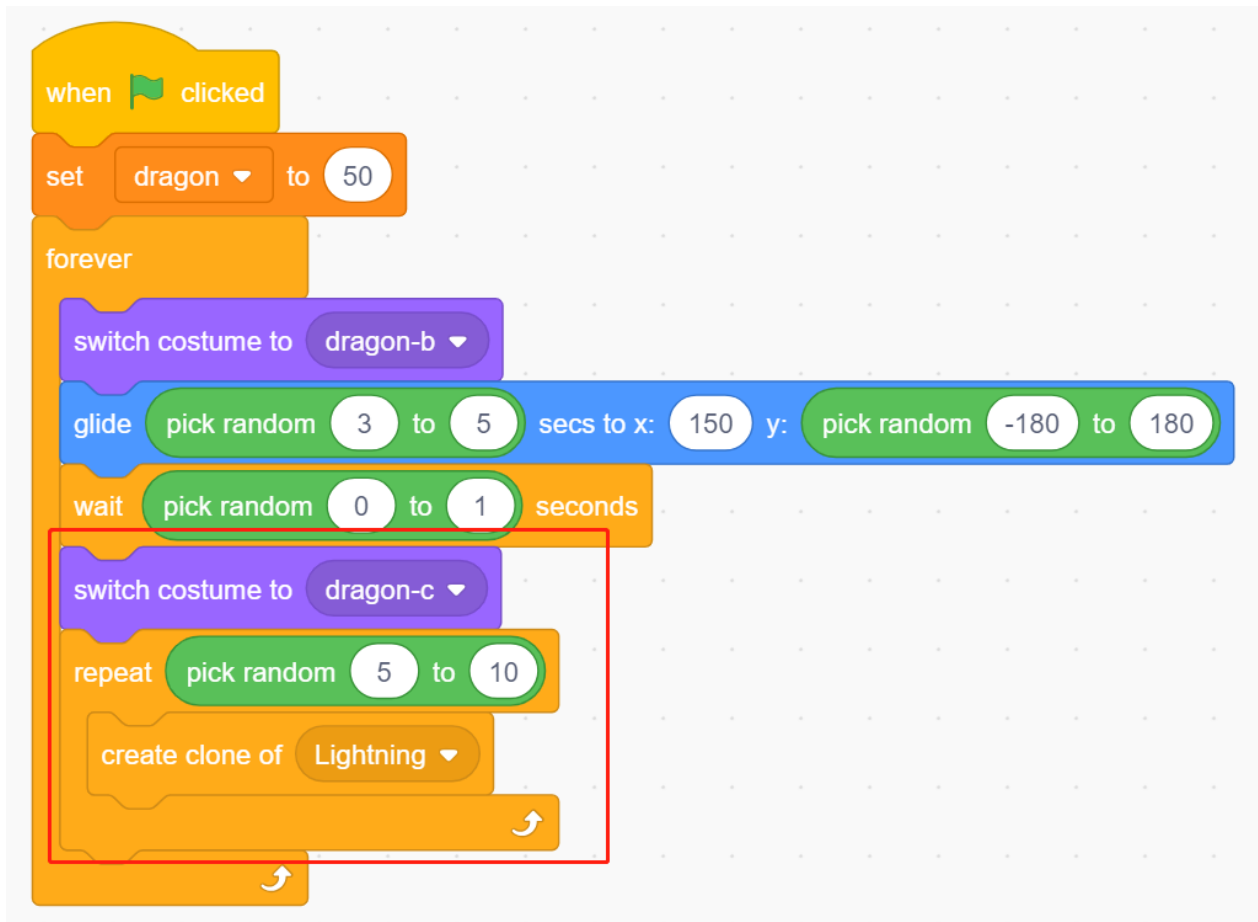 when clicked
set dragon to 50
forever
switch costume to dragon-b
glide pick random 3 to 5 secs to x: 150 y: pick random -180 to 180
wait pick random 0 to 1 seconds
switch costume to dragon-c
repeat pick random 5 to 10
create clone of Lightning